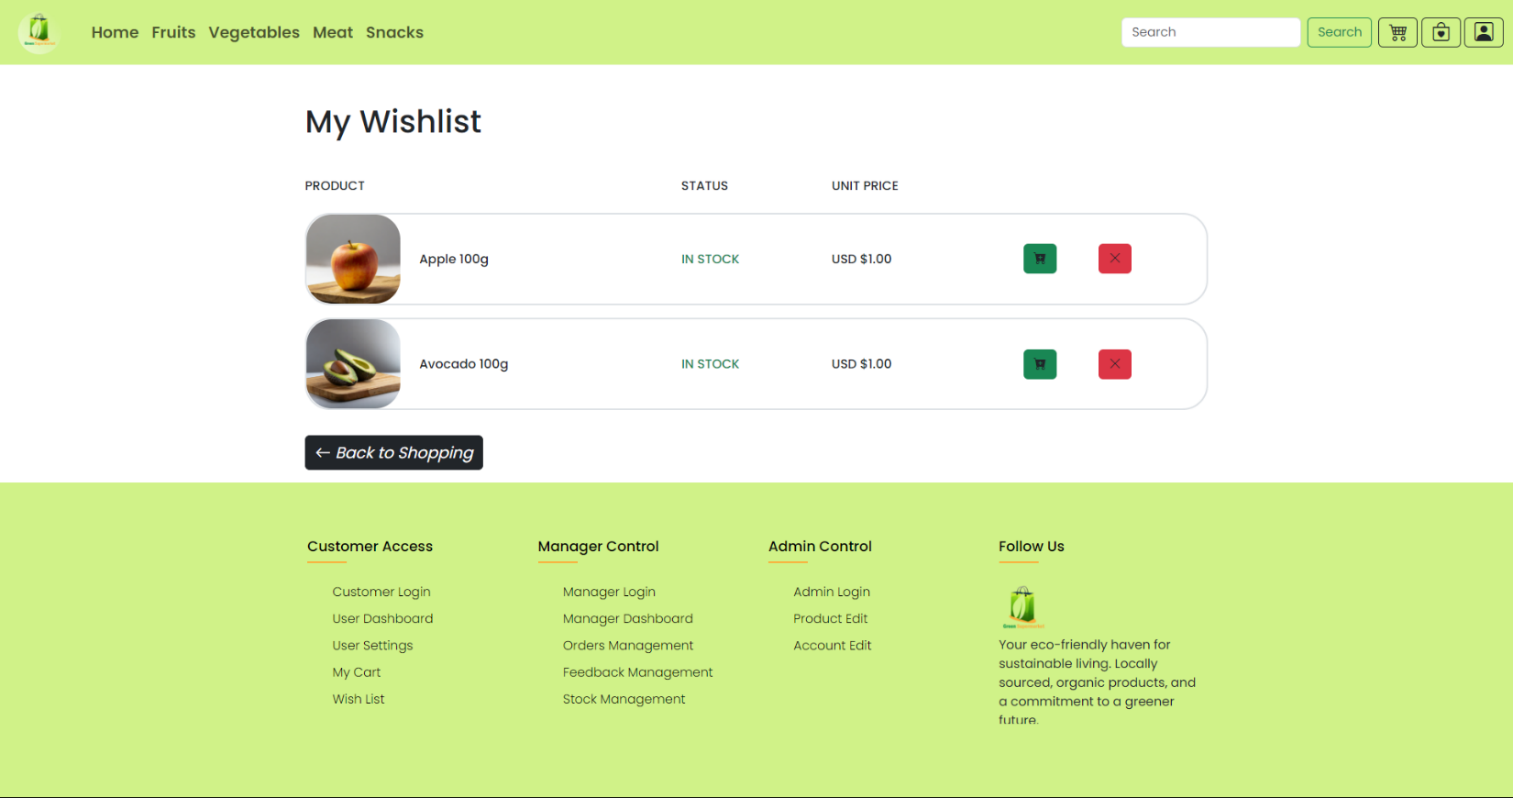 Home Fruits Vegetables Meat Snacks Search Search
My Wishlist
PRODUCT STATUS UNIT PRICE
Apple 100g IN STOCK USD $1.00
Avocado 100g IN STOCK USD $1.00
← Back to Shopping
Customer Access
Customer Login
User Dashboard
User Settings
My Cart
Wish List
Manager Control
Manager Login
Manager Dashboard
Orders Management
Feedback Management
Stock Management
Admin Control
Admin Login
Product Edit
Account Edit
Follow Us
Your eco-friendly haven for
sustainable living. Locally
sourced, organic products, and
a commitment to a greener
future.